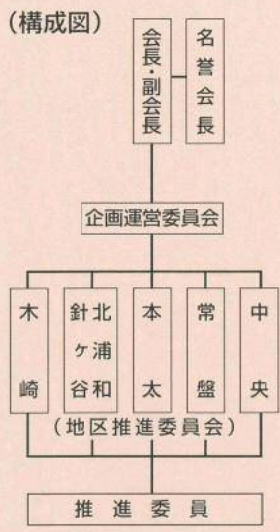 (構成図)
会長・副会長
名誉会長
企画運営委員会
木崎
北浦和
針ヶ谷
本太
常盤
中央
(地区推進委員会)
推進委員